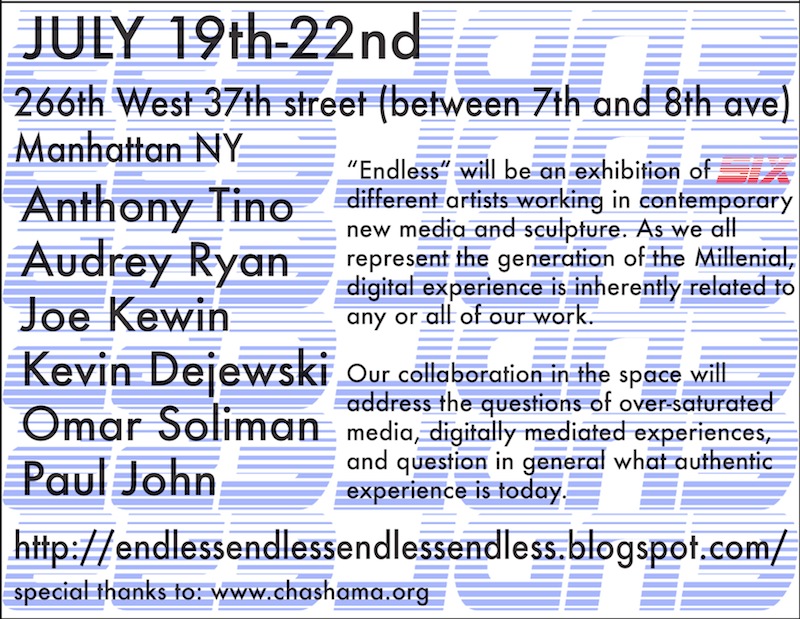 JULY 19th-22nd
266th West 37th street (between 7th and 8th ave)
Manhattan NY
Anthony Tino
Audrey Ryan
Joe Kewin
Kevin Dejewski
Omar Soliman
Paul John
“Endless“ will be an exhibition of SIX
different artists working in contemporary
new media and sculpture. As we all
represent the generation of the Millenial,
digital experience is inherently related to
any or all of our work.
Our collaboration in the space will
address the questions of over-saturated
media, digitally mediated experiences,
and question in general what authentic
experience is today.
http://endlessendlessendlessendless.blogspot.com/
special thanks to: www.chashama.org